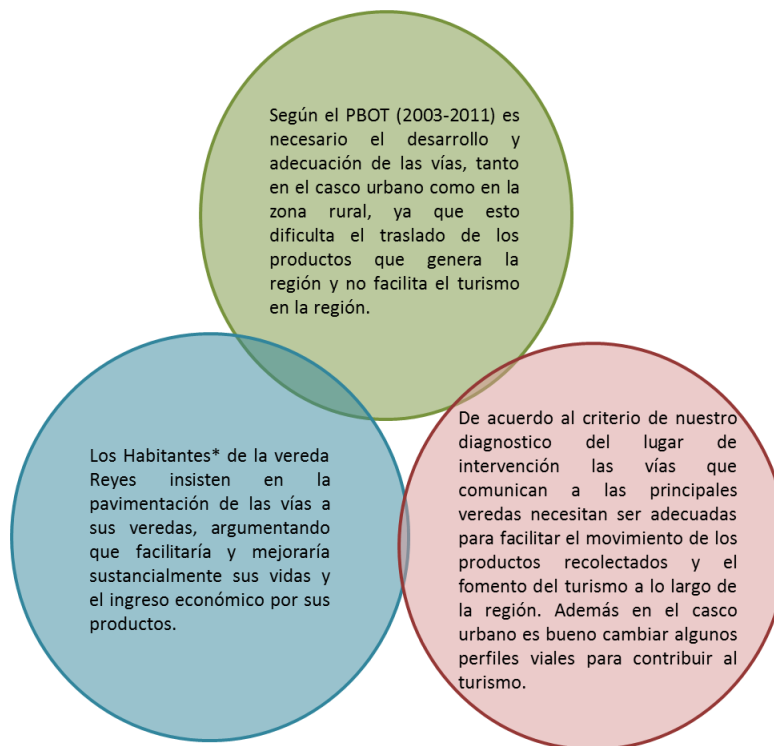 Según el PBOT (2003-2011) es
necesario el desarrollo y
adecuación de las vías, tanto
en el casco urbano como en la
zona rural, ya que esto
dificulta el traslado de los
productos que genera la
región y no facilita el turismo
en la región.
Los Habitantes* de la vereda
Reyes insisten en la
pavimentación de las vías a
sus veredas, argumentando
que facilitaría y mejoraría
sustancialmente sus vidas y
el ingreso económico por sus
productos.
De acuerdo al criterio de nuestro
diagnostico del lugar de
intervención las vías que
comunican a las principales
veredas necesitan ser adecuadas
para facilitar el movimiento de los
productos recolectados y el
fomento del turismo a lo largo de
la región. Además en el casco
urbano es bueno cambiar algunos
perfiles viales para contribuir al
turismo.